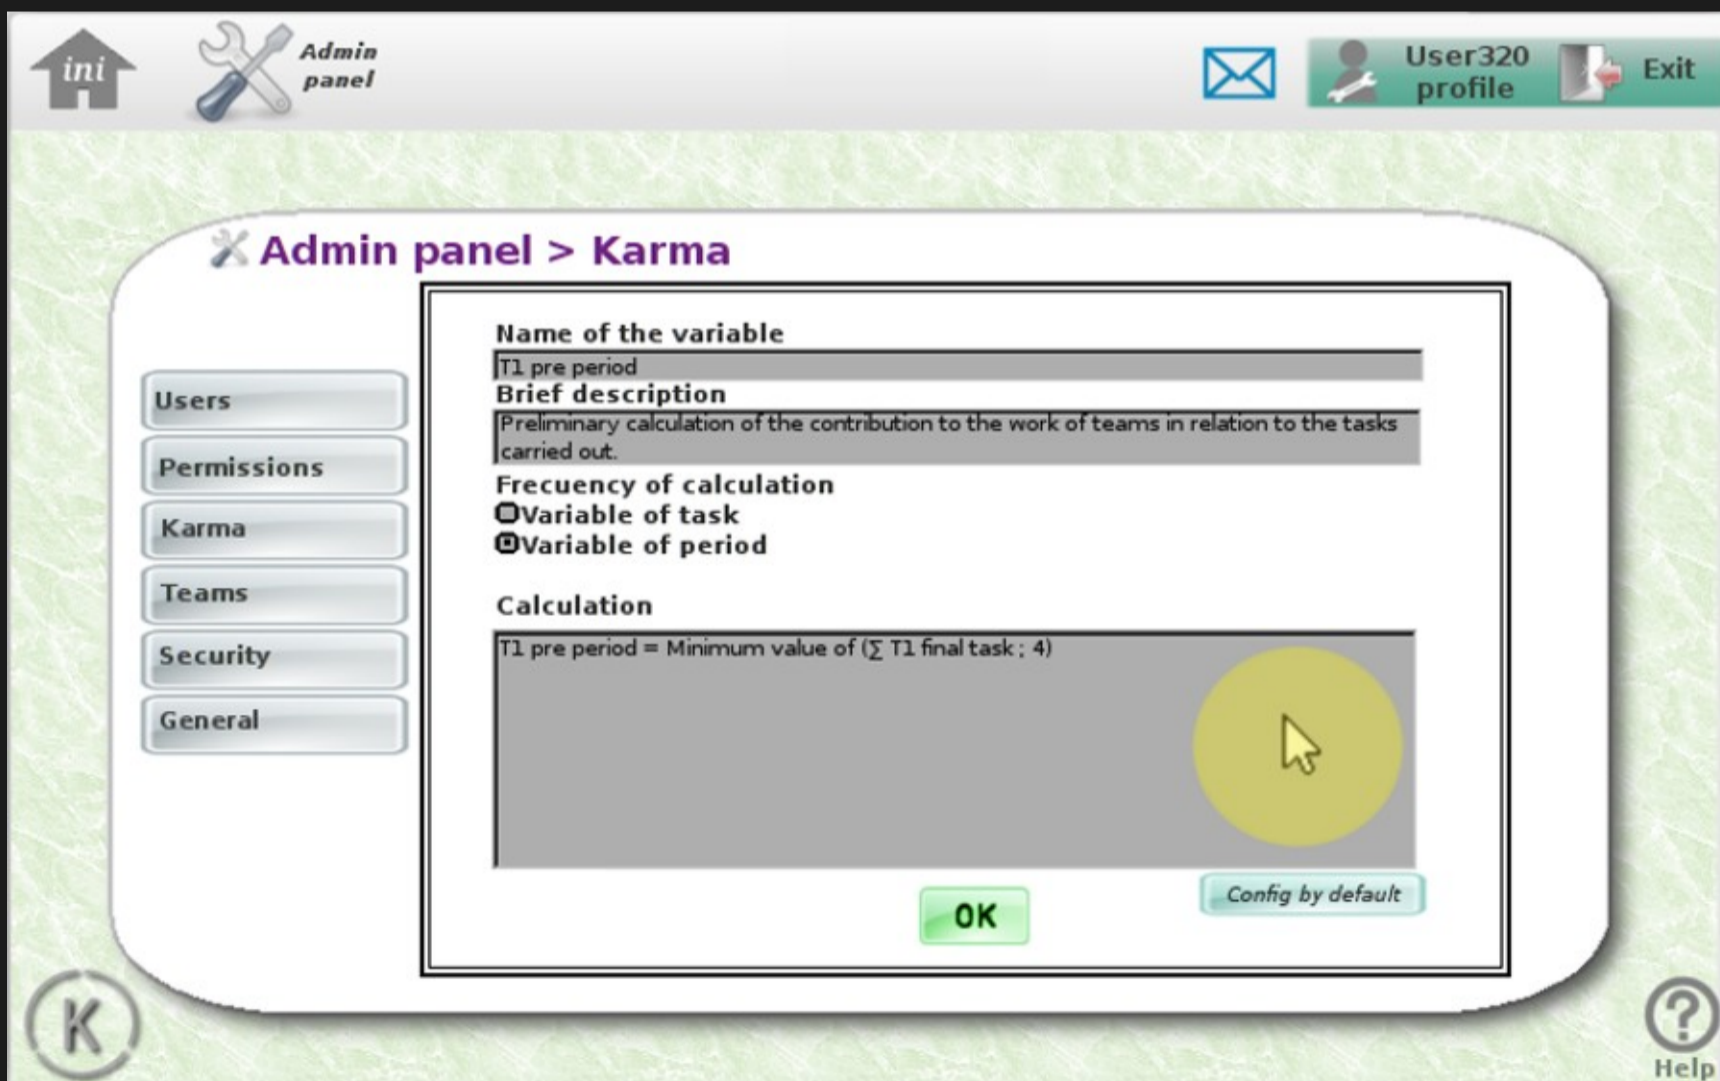 ini
Admin
panel
User320
profile
Exit
Admin panel > Karma
Users
Permissions
Karma
Teams
Security
General
Name of the variable
T1 pre period
Brief description
Preliminary calculation of the contribution to the work of teams in relation to the tasks
carried out.
Frecuency of calculation
Variable of task
Variable of period
Calculation
T1 pre period = Minimum value of (∑ T1 final task ; 4)
Config by default
OK
K
?
Help